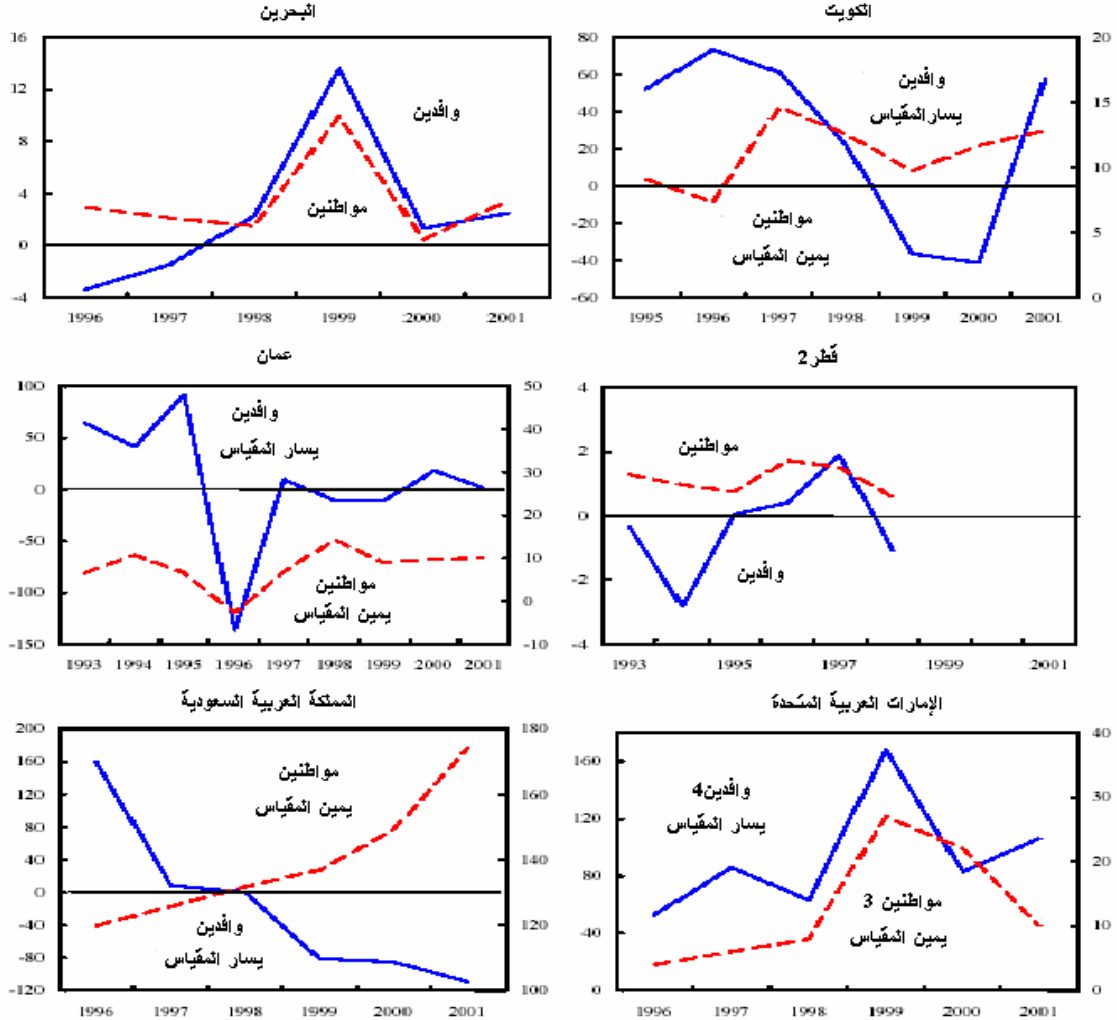 البحرين
16
12
8
4
0
-4
وافدين
مواطنين
1996 1997 1998 1999 2000 2001
الكويت
80
60
40
20
0
-20
-40
-60
20
15
10
5
0
وافدين
يسار المقياس
مواطنين
يمين المقياس
1995 1996 1997 1998 1999 2000 2001
عمان
100
50
0
-50
-100
-150
50
40
30
20
10
0
-10
وافدين
يسار المقياس
مواطنين
يمين المقياس
1993 1994 1995 1996 1997 1998 1999 2000 2001
قطر2
4
2
0
-2
-4
مواطنين
وافدين
1993 1995 1997 1999 2001
المملكة العربية السعودية
200
160
120
80
40
0
-40
-80
-120
180
160
140
120
100
مواطنين
يمين المقياس
وافدين
يسار المقياس
1996 1997 1998 1999 2000 2001
الإمارات العربية المتحدة
160
120
80
40
0
40
30
20
10
0
وافدين4
يسار المقياس
مواطنين 3
يمين المقياس
1996 1997 1998 1999 2000 2001